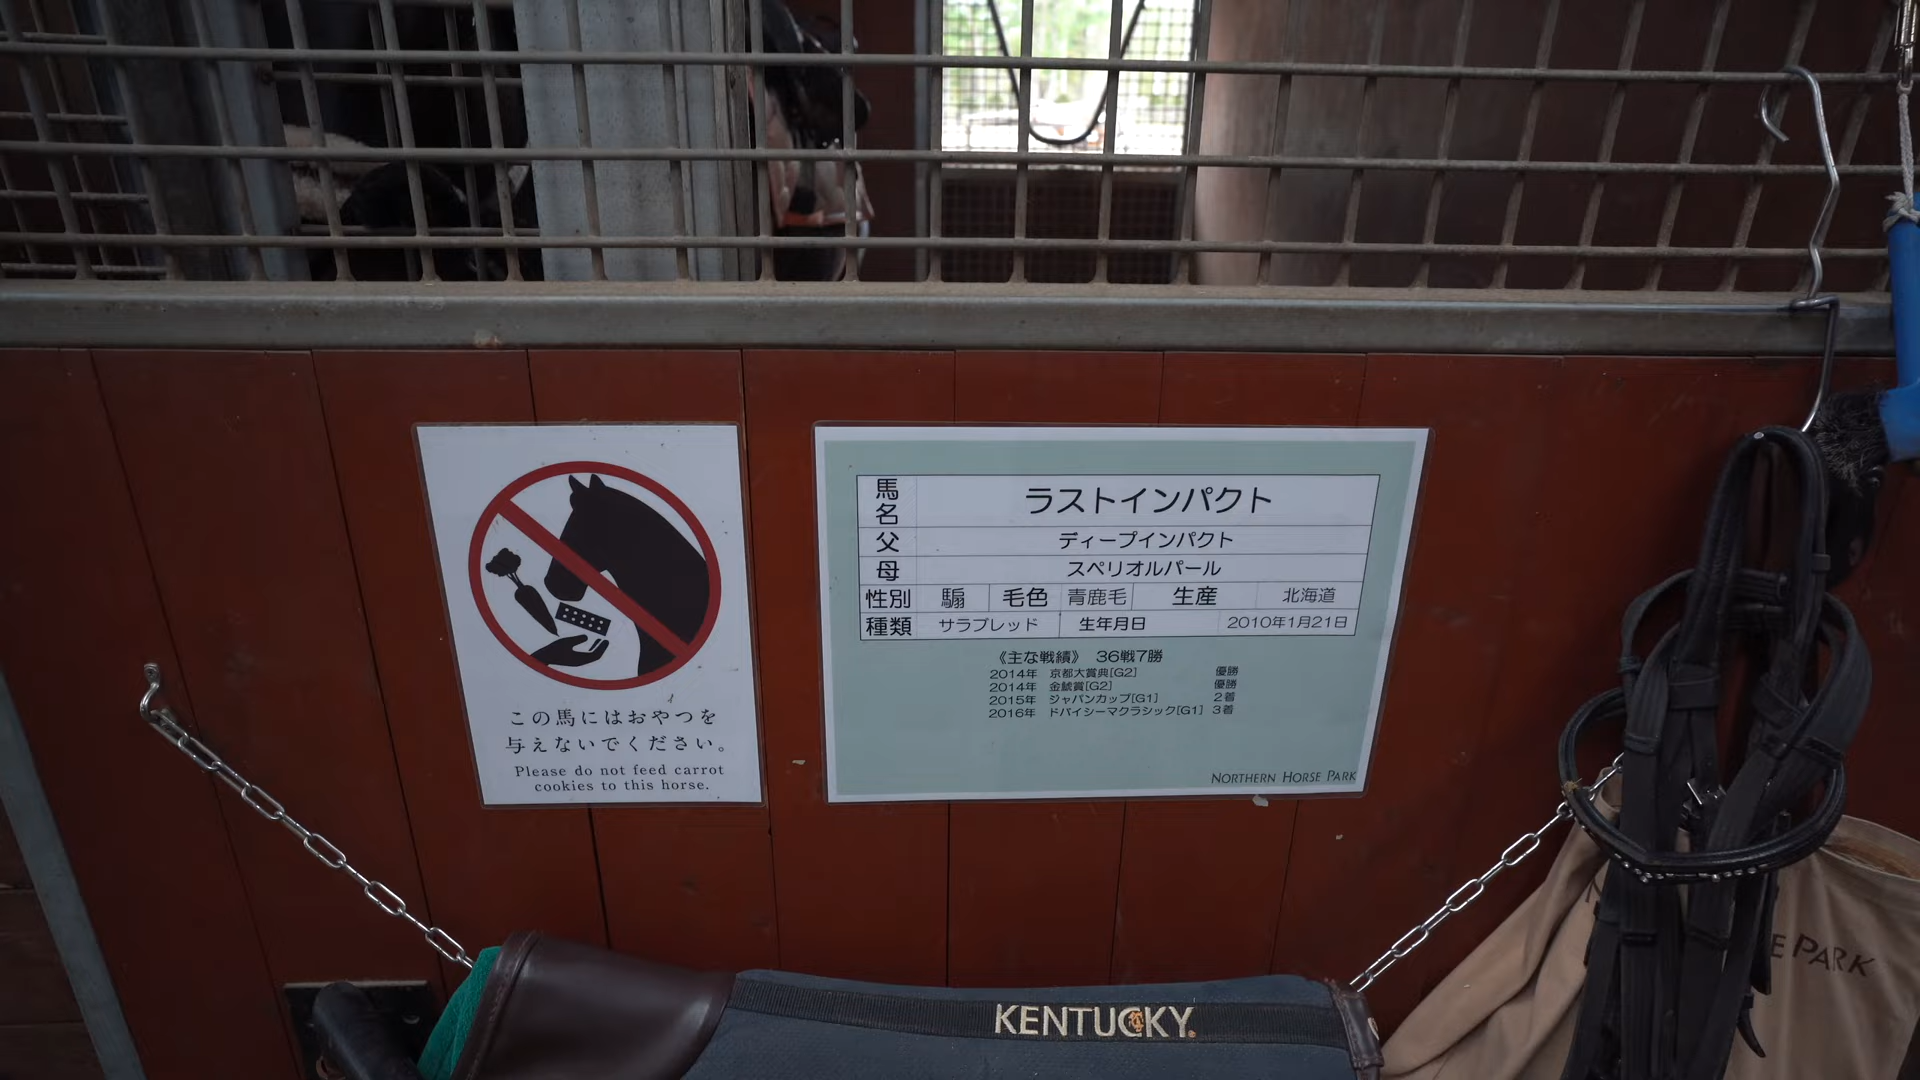 この馬にはおやつを
与えないでください。
Please do not feed carrot
cookies to this horse.
馬名 ラストインパクト
父 ディープインパクト
母 スペリオルパール
性別 騸 毛色 青鹿毛 生産 北海道
種類 サラブレッド 生年月日 2010年1月21日
《主な戦績》 36戦7勝
2014年 京都大賞典[G2] 優勝
2014年 金鯱賞[G2] 優勝
2015年 ジャパンカップ[G1] 2着
2016年 ドバイシーマクラシック[G1] 3着
NORTHERN HORSE PARK
KENTUCKY.
E PARK